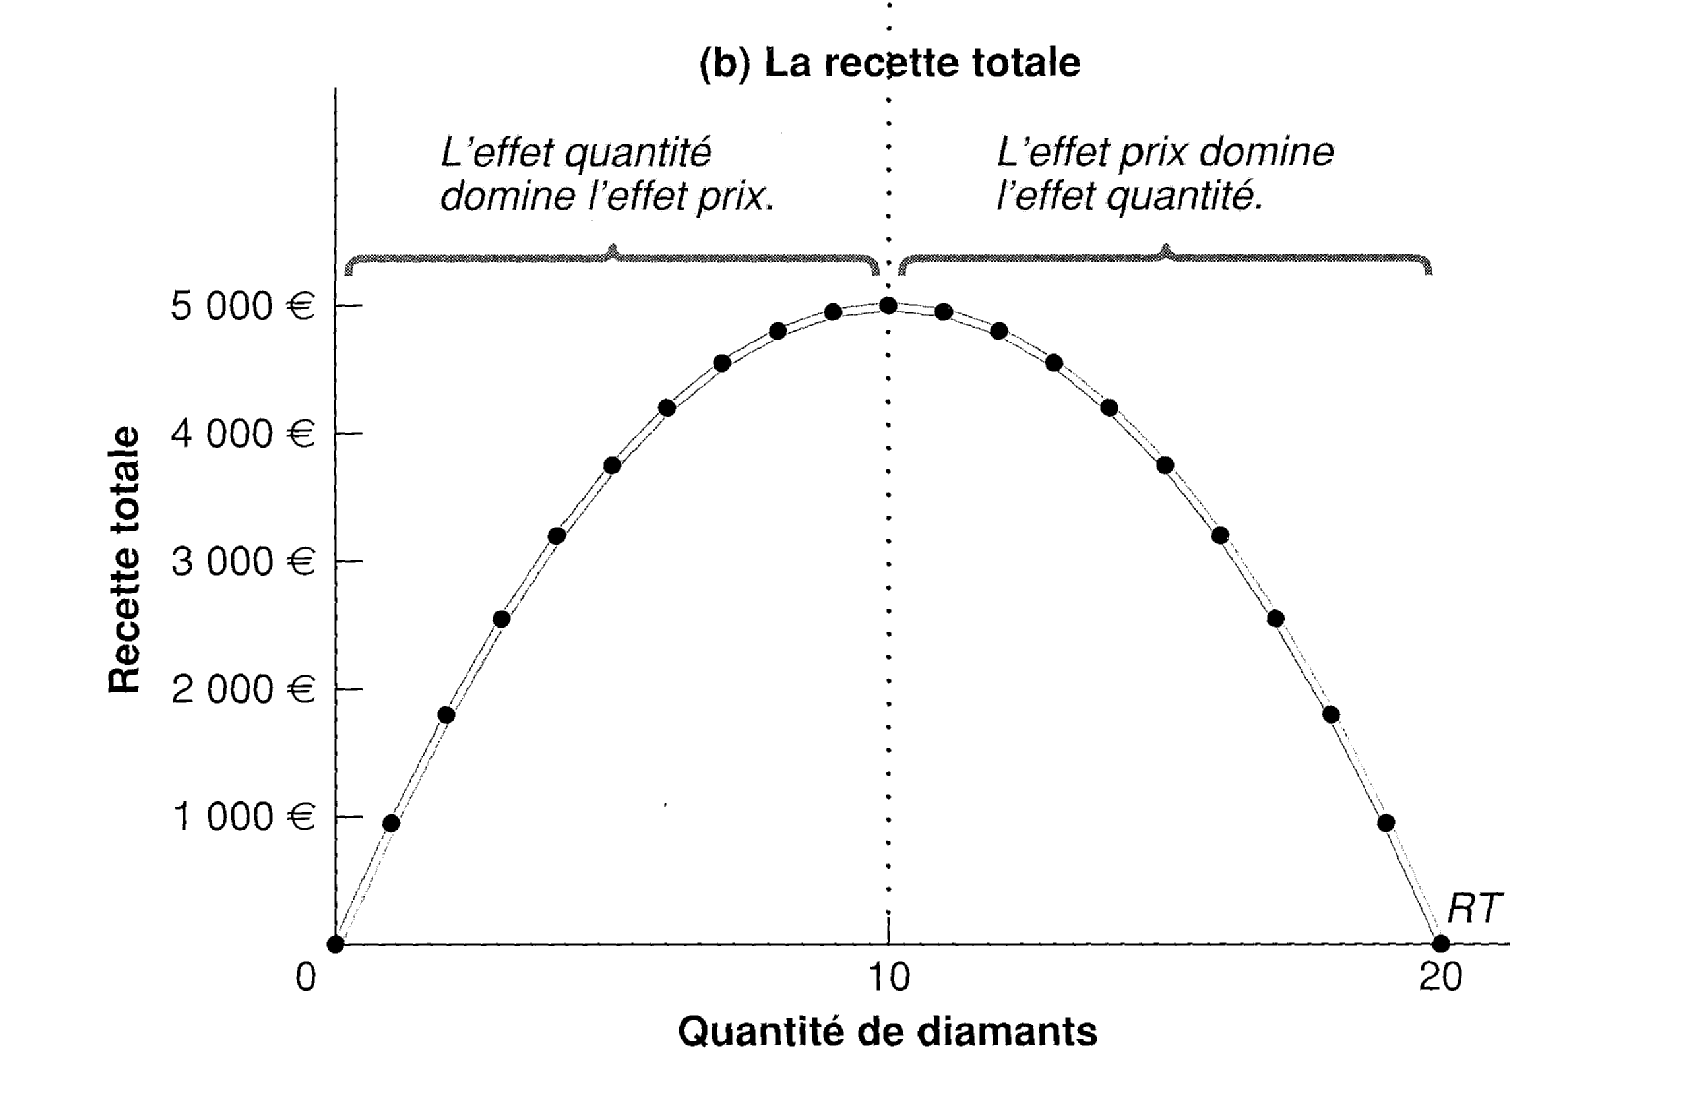 (b) La recette totale
L'effet quantité
domine l'effet prix.
L'effet prix domine
l'effet quantité.
5 000 €
4 000 €
3 000 €
2 000 €
1 000 €
Recette totale
RT
0
10
20
Quantité de diamants